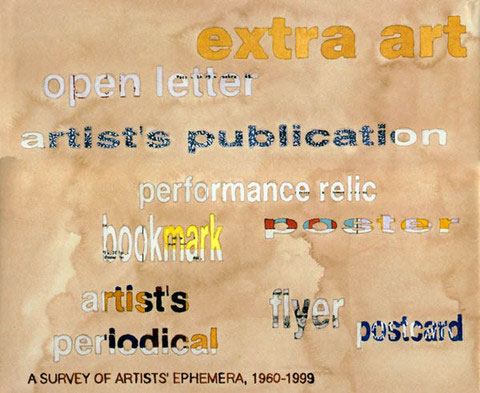 extra art
open letter
artist's publication
performance relic
bookmark
poster
artist's
periodical
flyer
postcard
A SURVEY OF ARTISTS' EPHEMERA, 1960-1999